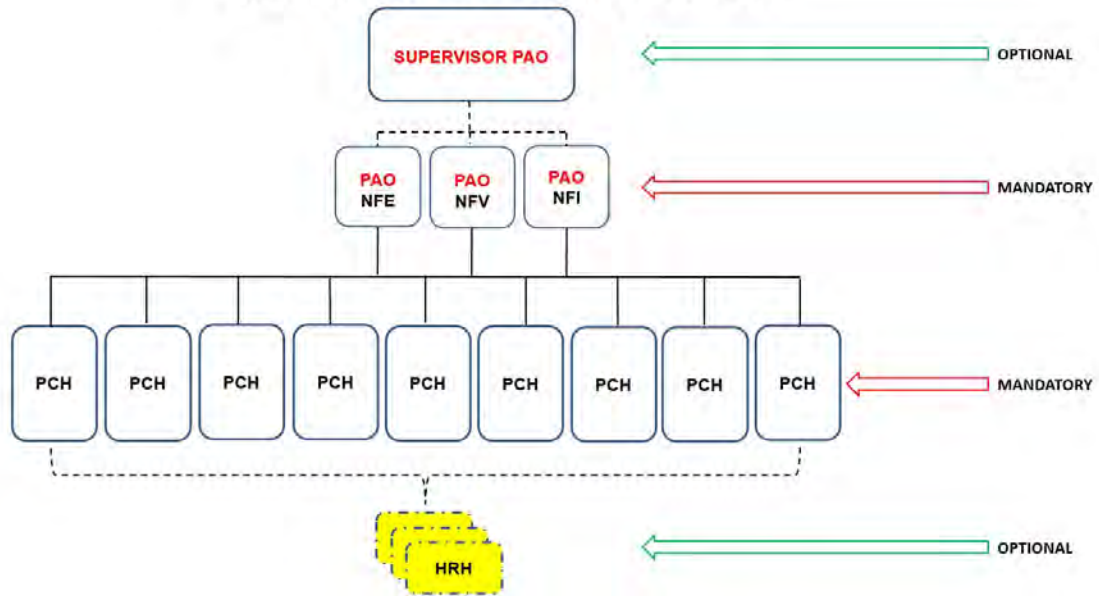 SUPERVISOR PAO
OPTIONAL
PAO
NFE
PAO
NFV
PAO
NFI
MANDATORY
PCH
PCH
PCH
PCH
PCH
PCH
PCH
PCH
PCH
MANDATORY
HRH
OPTIONAL